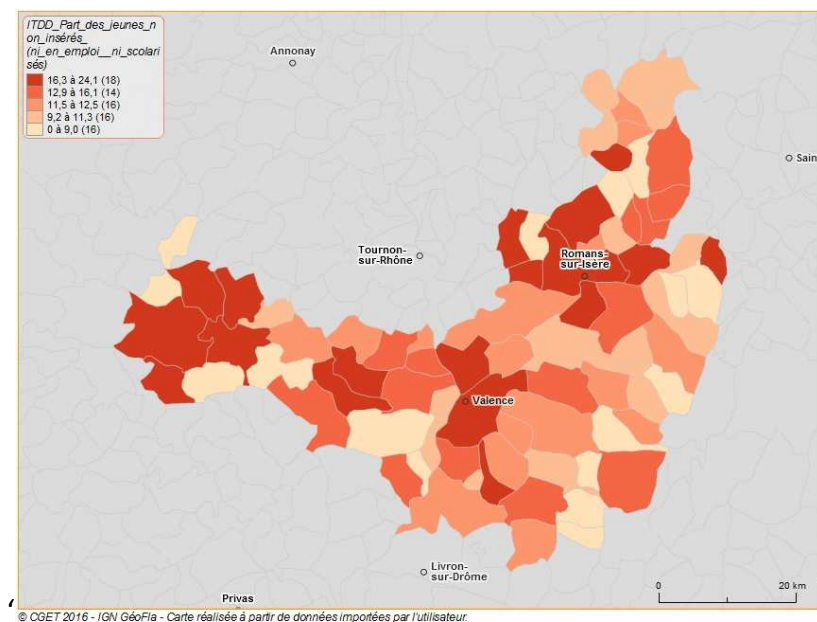 ITDD_Part_des_jeunes_n
on_insérés_
(ni_en_emploi__ni_scolari
sés)
16,3 à 24,1 (18)
12,9 à 16,1 (14)
11,5 à 12,5 (16)
9,2 à 11,3 (16)
0 à 9,0 (16)
Annonay
Sain
Tournon-
sur-Rhône
Romans-
sur-Isère
Valence
Livron-
sur-Drôme
Privas
0 20 km
© CGET 2016 - IGN GéoFla - Carte réalisée à partir de données importées par l'utilisateur.